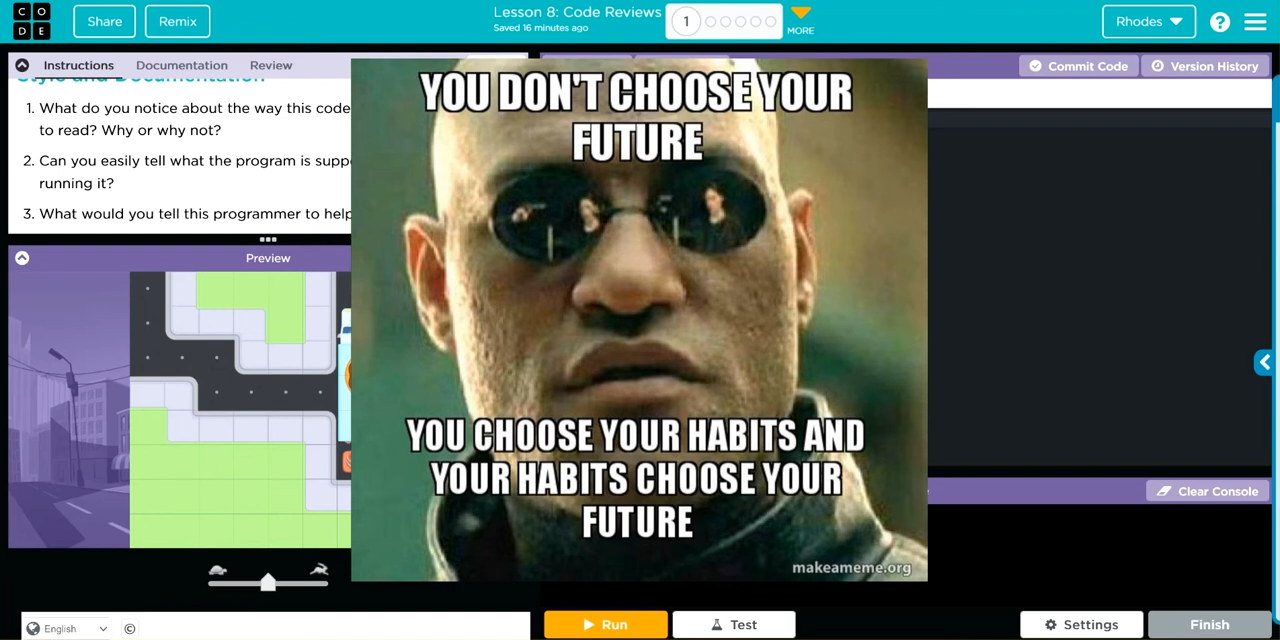 CODE
Share
Remix
Lesson 8: Code Reviews
Saved 16 minutes ago
1
MORE
Rhodes
?
Instructions
Documentation
Review
Commit Code
Version History
Style and Documentation
1. What do you notice about the way this code
to read? Why or why not?
2. Can you easily tell what the program is supp
running it?
3. What would you tell this programmer to help
Preview
YOU DON'T CHOOSE YOUR
FUTURE
YOU CHOOSE YOUR HABITS AND
YOUR HABITS CHOOSE YOUR
FUTURE
makeameme.org
Clear Console
English
©
Run
Test
Settings
Finish